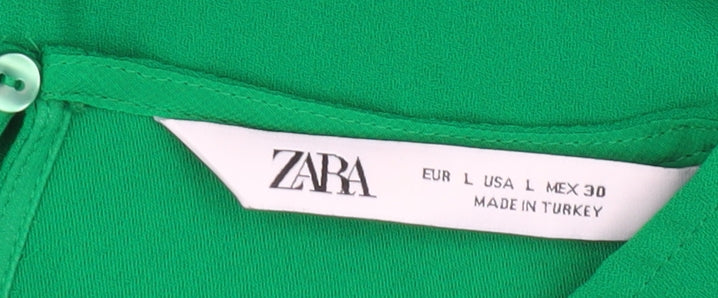 ZARA
EUR L USA L MEX 30
MADE IN TURKEY